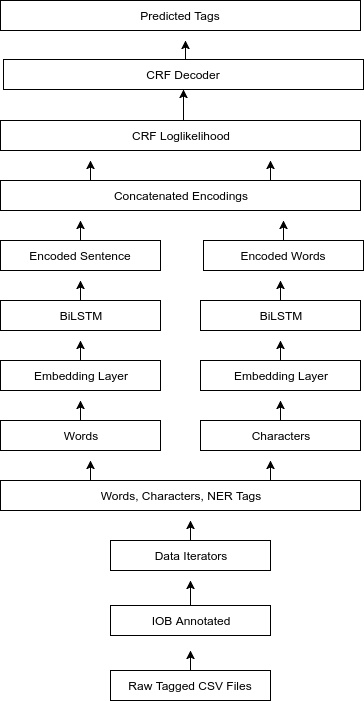 Predicted Tags
CRF Decoder
CRF Loglikelihood
Concatenated Encodings
Encoded Sentence
Encoded Words
BiLSTM
BiLSTM
Embedding Layer
Embedding Layer
Words
Characters
Words, Characters, NER Tags
Data Iterators
IOB Annotated
Raw Tagged CSV Files